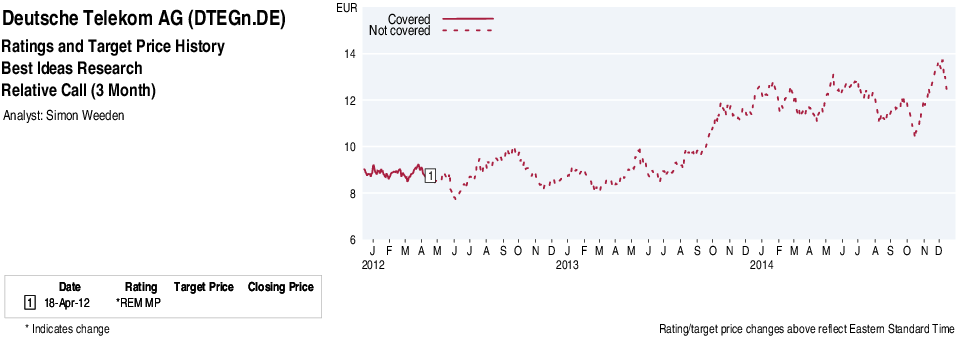 Deutsche Telekom AG (DTEGn.DE)
Ratings and Target Price History
Best Ideas Research
Relative Call (3 Month)
Analyst: Simon Weeden
EUR
Covered
Not covered
14
12
10
8
6
J F M A M J J A S O N D J F M A M J J A S O N D J F M A M J J A S O N D
2012 2013 2014
1
Date Rating Target Price Closing Price
1 18-Apr-12 *REM MP
* Indicates change
Rating/target price changes above reflect Eastern Standard Time